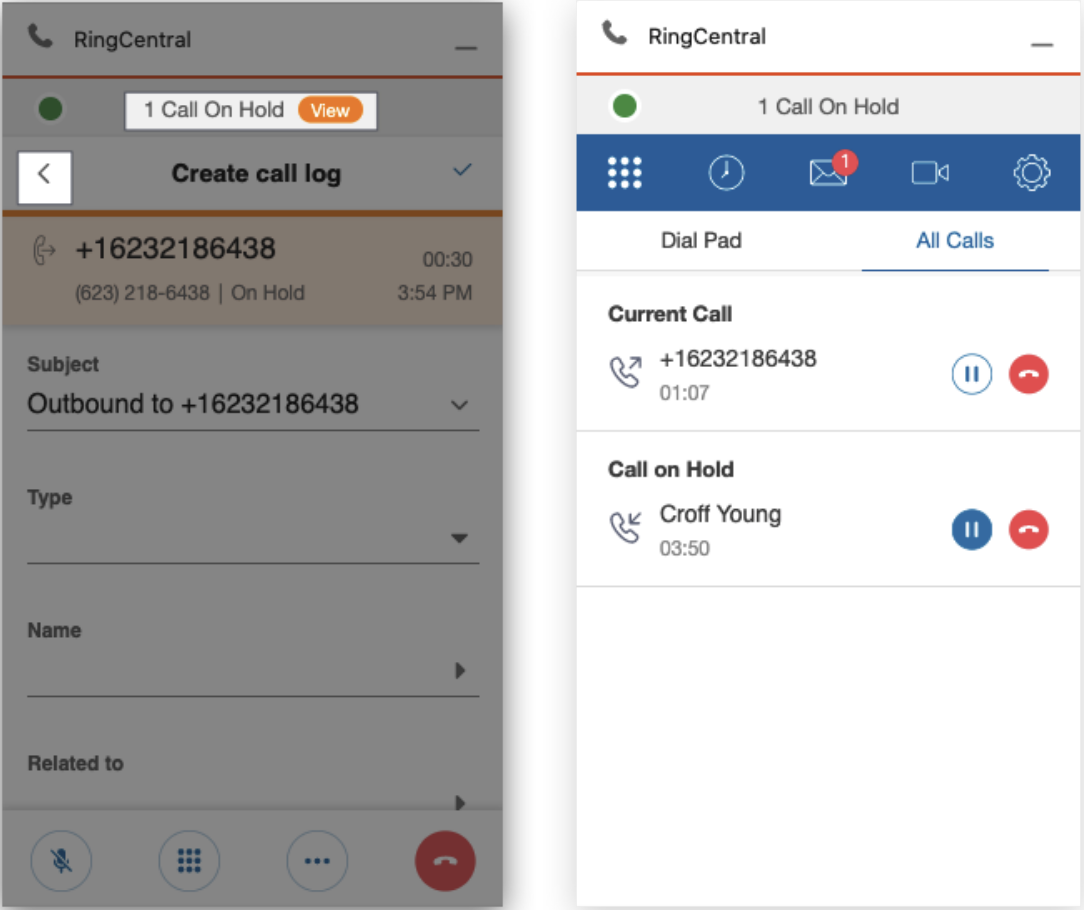 RingCentral
1 Call On Hold View
Create call log
+16232186438
00:30
(623) 218-6438 | On Hold
3:54 PM
Subject
Outbound to +16232186438
Type
Name
Related to
RingCentral
1 Call On Hold
1
Dial Pad
All Calls
Current Call
+16232186438
01:07
Call on Hold
Croff Young
03:50